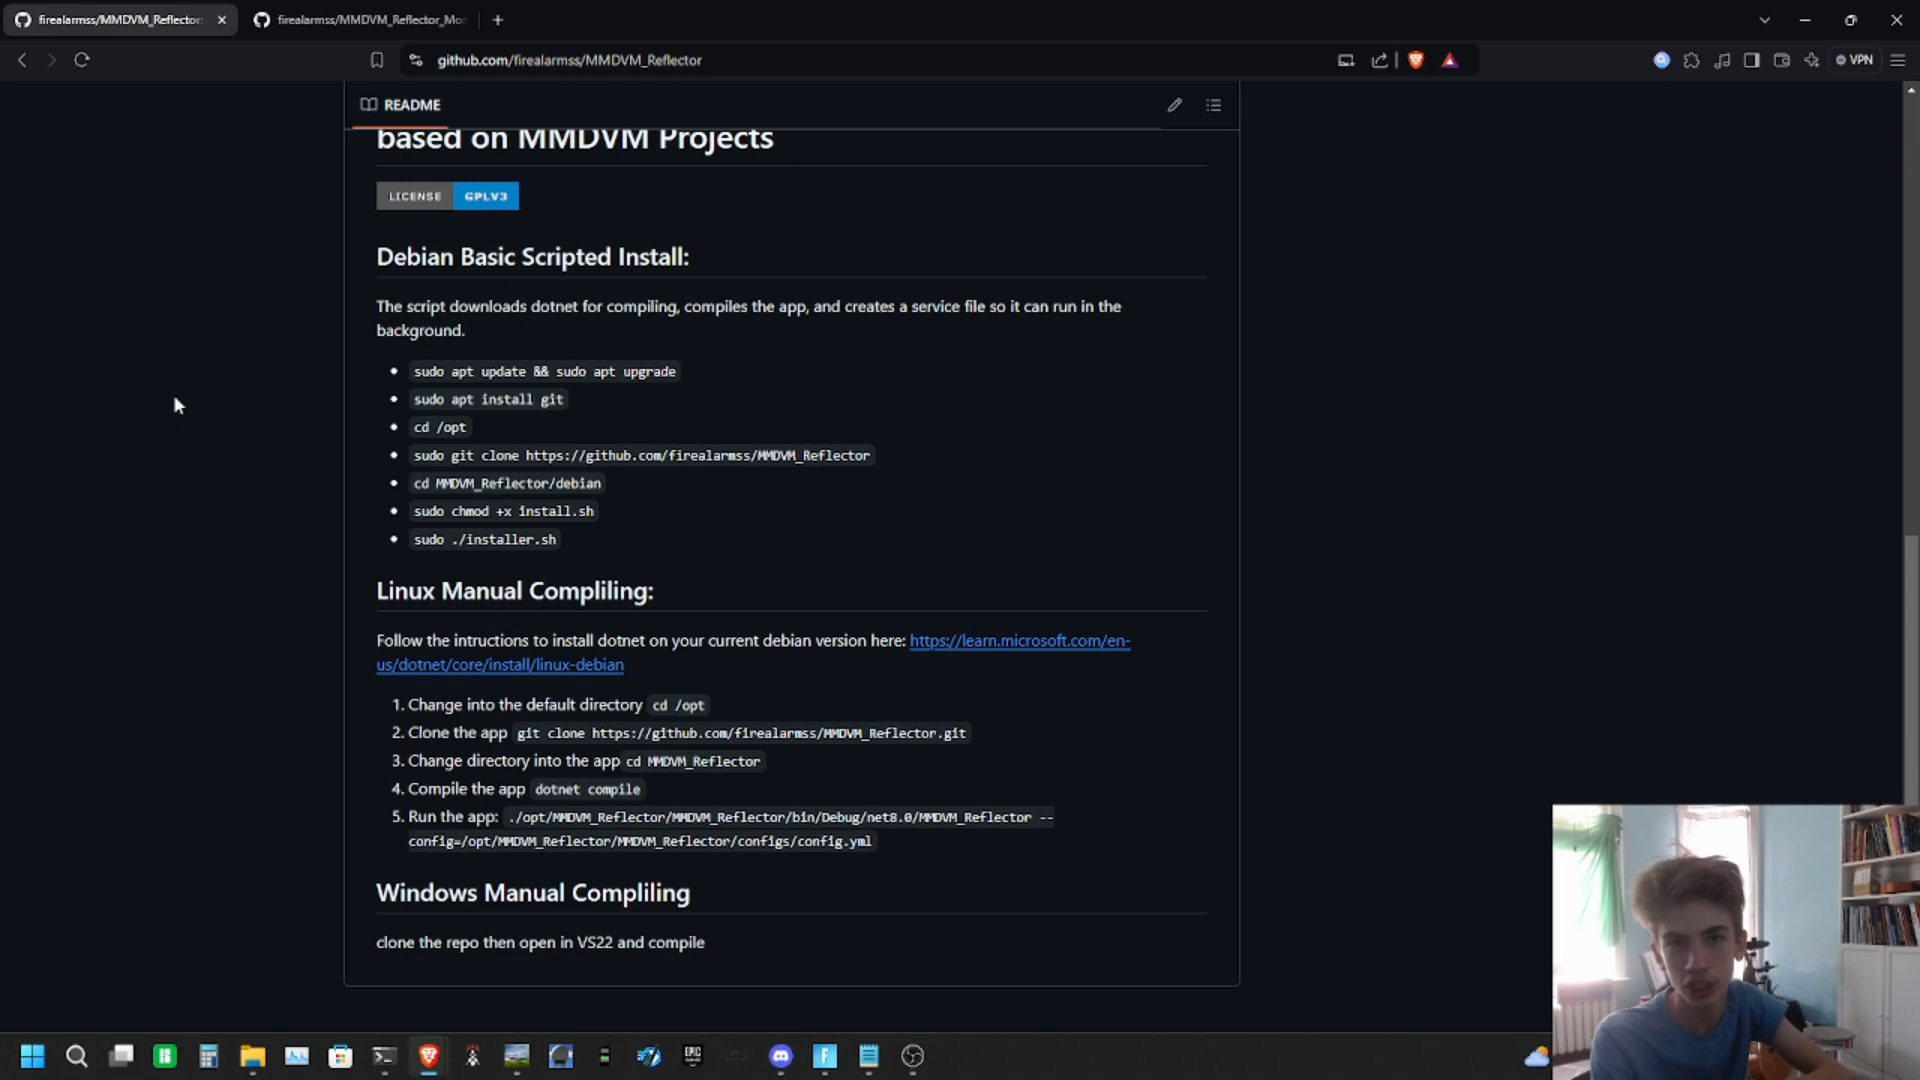 firealarmss/MMDVM_Reflector:
firealarmss/MMDVM_Reflector_Mon
github.com/firealarmss/MMDVM_Reflector
VPN
README
based on MMDVM Projects
LICENSE GPLV3
Debian Basic Scripted Install:
The script downloads dotnet for compiling, compiles the app, and creates a service file so it can run in the
background.
• sudo apt update && sudo apt upgrade
• sudo apt install git
• cd /opt
• sudo git clone https://github.com/firealarmss/MMDVM_Reflector
• cd MMDVM_Reflector/debian
• sudo chmod +x install.sh
• sudo ./installer.sh
Linux Manual Compliling:
Follow the intructions to install dotnet on your current debian version here: https://learn.microsoft.com/en-
us/dotnet/core/install/linux-debian
1. Change into the default directory cd /opt
2. Clone the app git clone https://github.com/firealarmss/MMDVM_Reflector.git
3. Change directory into the app cd MMDVM_Reflector
4. Compile the app dotnet compile
5. Run the app: ./opt/MMDVM_Reflector/MMDVM_Reflector/bin/Debug/net8.0/MMDVM_Reflector --
config=/opt/MMDVM_Reflector/MMDVM_Reflector/configs/config.yml
Windows Manual Compliling
clone the repo then open in VS22 and compile
EPIC